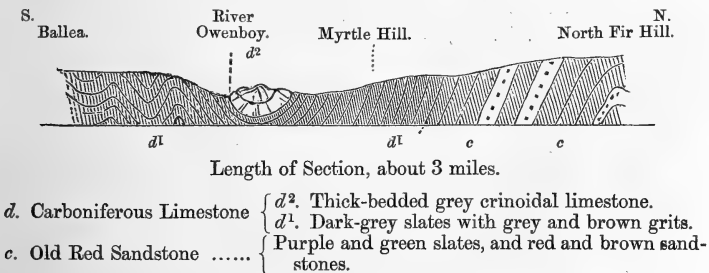 S. River N.
Ballea. Owenboy. Myrtle Hill. North Fir Hill.
d²
d¹ d¹ c c
Length of Section, about 3 miles.
d. Carboniferous Limestone { d². Thick-bedded grey crinoidal limestone.
d¹. Dark-grey slates with grey and brown grits.
c. Old Red Sandstone ...... { Purple and green slates, and red and brown sand-
stones.